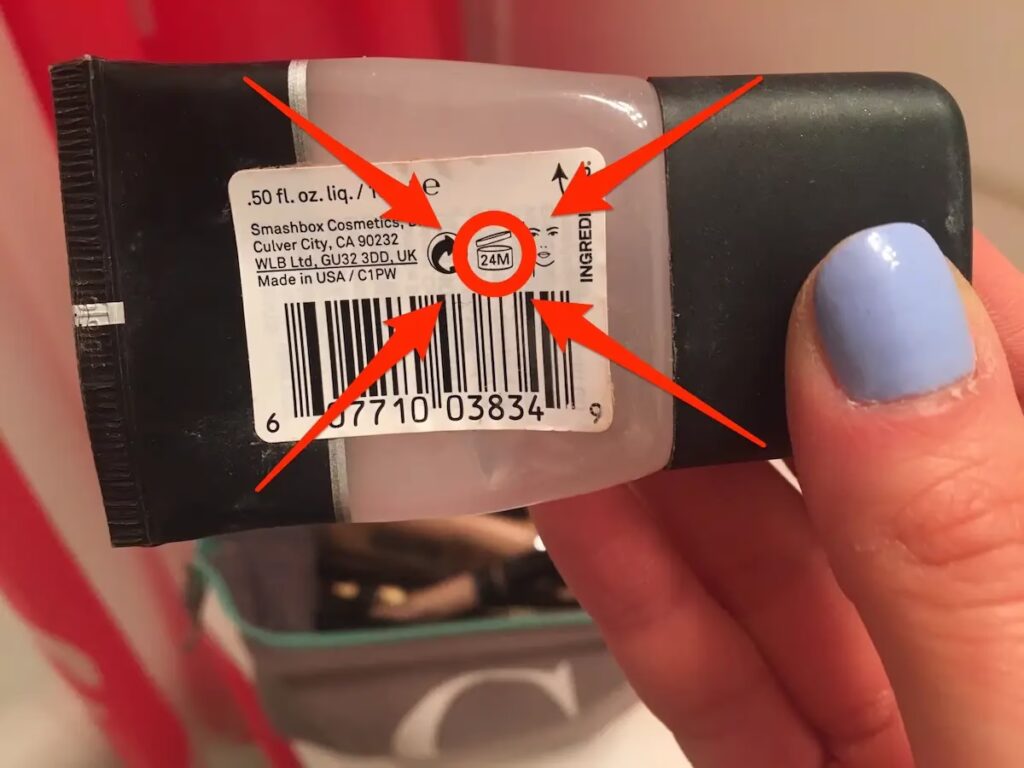 .50 fl. oz. liq. / 1 e
Smashbox Cosmetics,
Culver City, CA 90232
WLB Ltd, GU32 3DD, UK
Made in USA / C1PW
24M
INGREDI
6 07710 03834 9
C